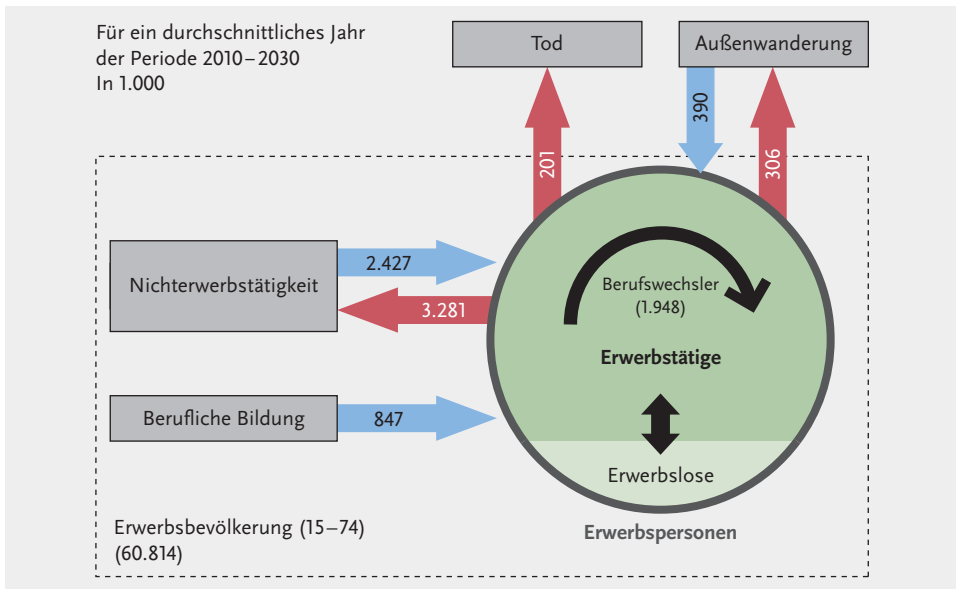 Für ein durchschnittliches Jahr
der Periode 2010–2030
In 1.000
Tod
Außenwanderung
201
390
306
Nichterwerbstätigkeit
2.427
3.281
Berufswechsler
(1.948)
Erwerbstätige
Berufliche Bildung
847
Erwerbslose
Erwerbspersonen
Erwerbsbevölkerung (15–74)
(60.814)